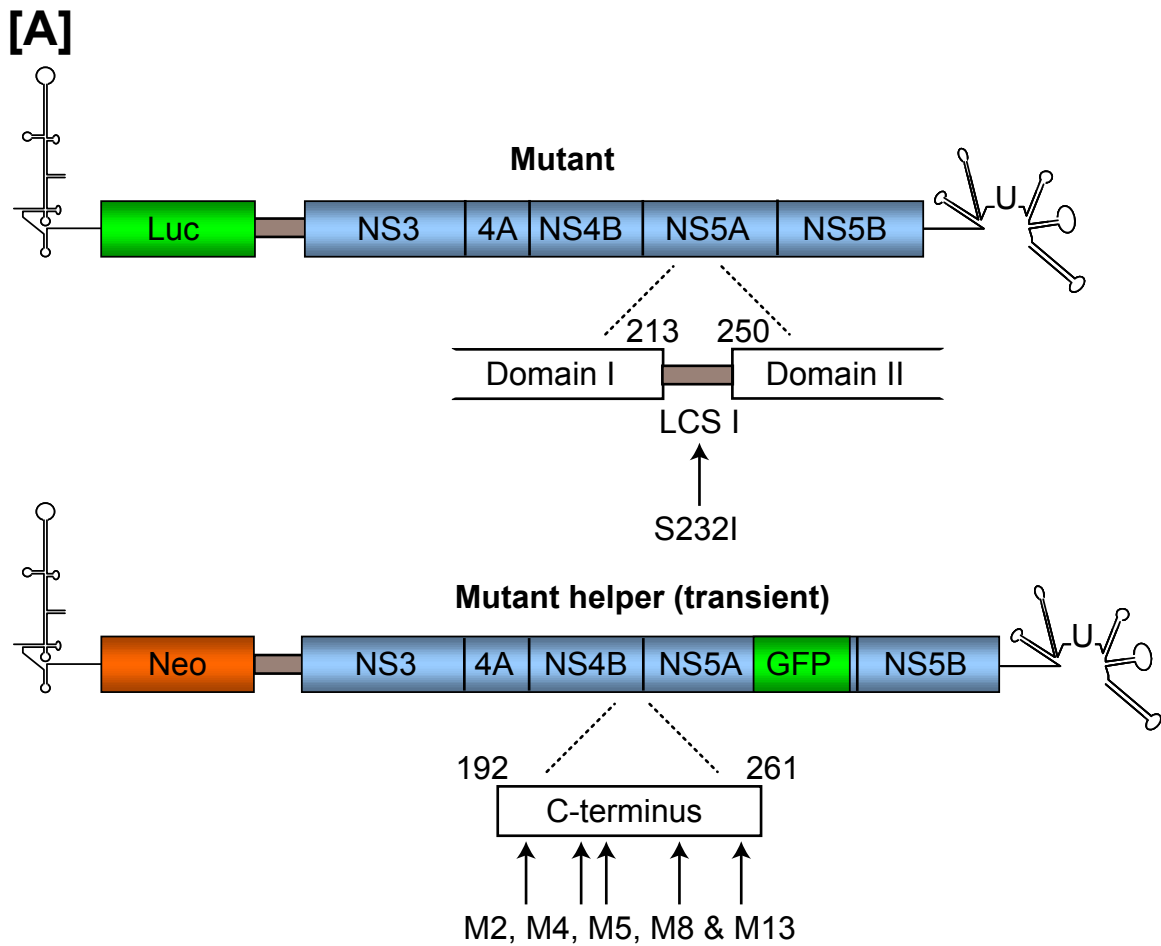 [A]
Mutant
U
Luc NS3 4A NS4B NS5A NS5B
213 250
Domain I Domain II
LCS I
S232I
Mutant helper (transient)
U
Neo NS3 4A NS4B NS5A GFP NS5B
192 261
C-terminus
M2, M4, M5, M8 & M13